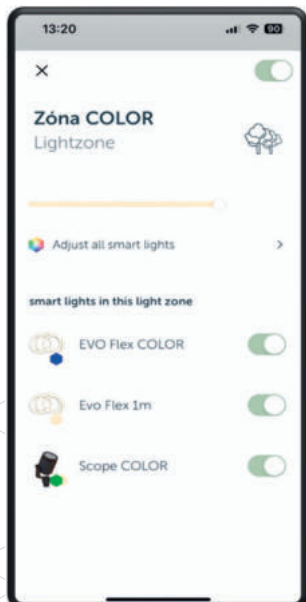 13:20
90
Zóna COLOR
Lightzone
Adjust all smart lights
smart lights in this light zone
EVO Flex COLOR
Evo Flex 1m
Scope COLOR